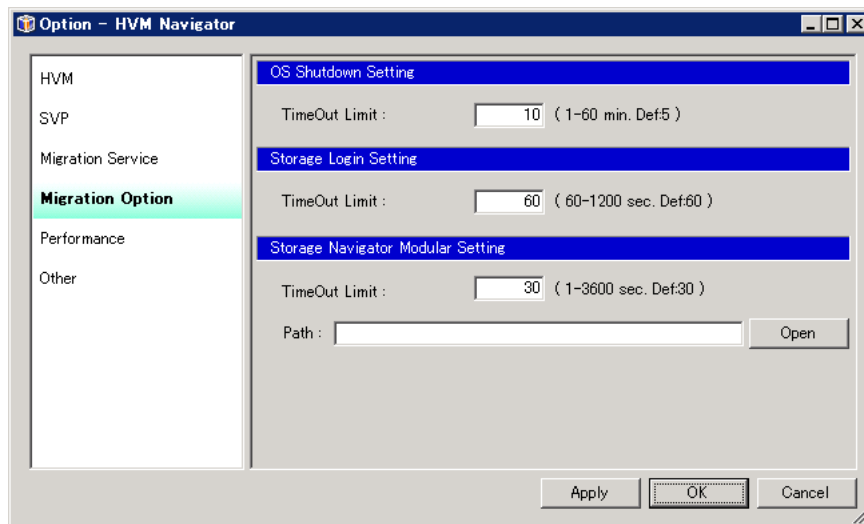 Option - HVM Navigator
HVM
SVP
Migration Service
Migration Option
Performance
Other
OS Shutdown Setting
TimeOut Limit : 10 ( 1-60 min. Def:5 )
Storage Login Setting
TimeOut Limit : 60 ( 60-1200 sec. Def:60 )
Storage Navigator Modular Setting
TimeOut Limit : 30 ( 1-3600 sec. Def:30 )
Path : Open
Apply OK Cancel